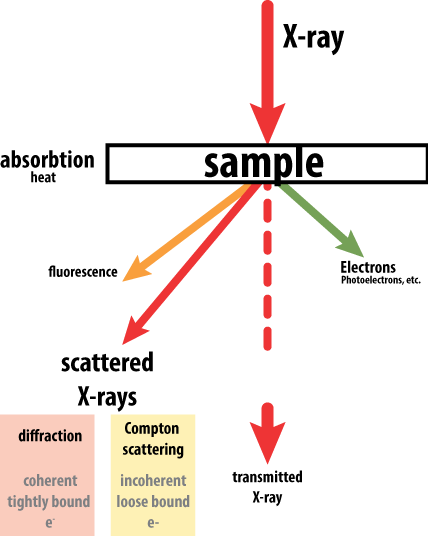 X-ray
absorbtion
heat
sample
fluorescence
Electrons
Photoelectrons, etc.
scattered
X-rays
diffraction
coherent
tightly bound
e-
Compton
scattering
incoherent
loose bound
e-
transmitted
X-ray